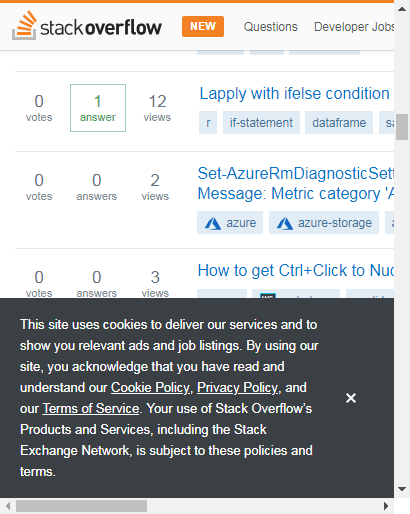 stackoverflow NEW Questions Developer Jobs
0 1 12
votes answer views
Lapply with ifelse condition
r if-statement dataframe
0 0 2
votes answers views
Set-AzureRmDiagnosticSett
Message: Metric category 'A
azure azure-storage
0 0 3
votes answers views
How to get Ctrl+Click to Nu
This site uses cookies to deliver our services and to
show you relevant ads and job listings. By using our
site, you acknowledge that you have read and
understand our Cookie Policy, Privacy Policy, and
our Terms of Service. Your use of Stack Overflow's
Products and Services, including the Stack
Exchange Network, is subject to these policies and
terms.